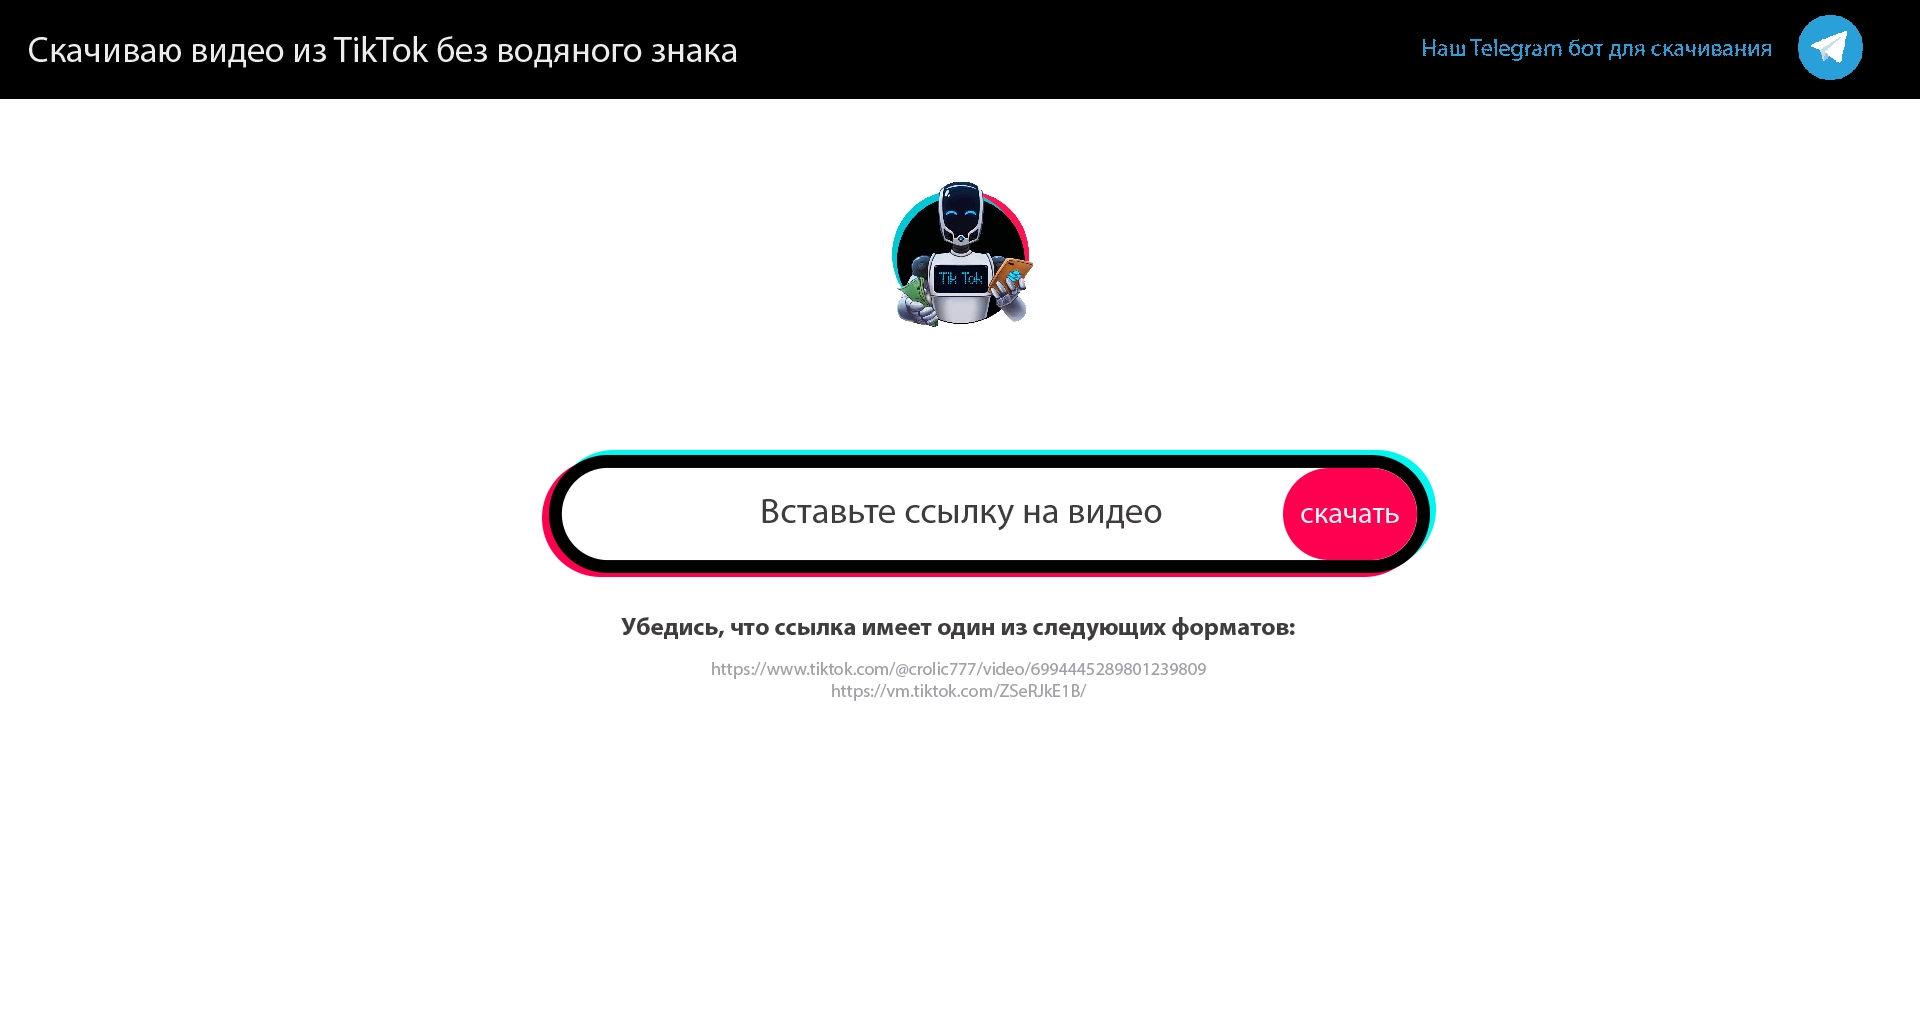 Скачиваю видео из TikTok без водяного знака
Наш Telegram бот для скачивания
Tik Tok
Вставьте ссылку на видео
скачать
Убедись, что ссылка имеет один из следующих форматов:
https://www.tiktok.com/@crolic777/video/6994445289801239809
https://vm.tiktok.com/ZSeRJkE1B/